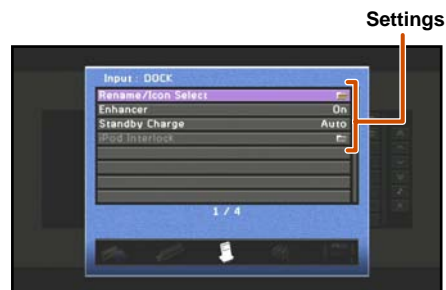 Settings
Input : DOCK
Rename/Icon Select
Enhancer On
Standby Charge Auto
iPod Interlock
1 / 4